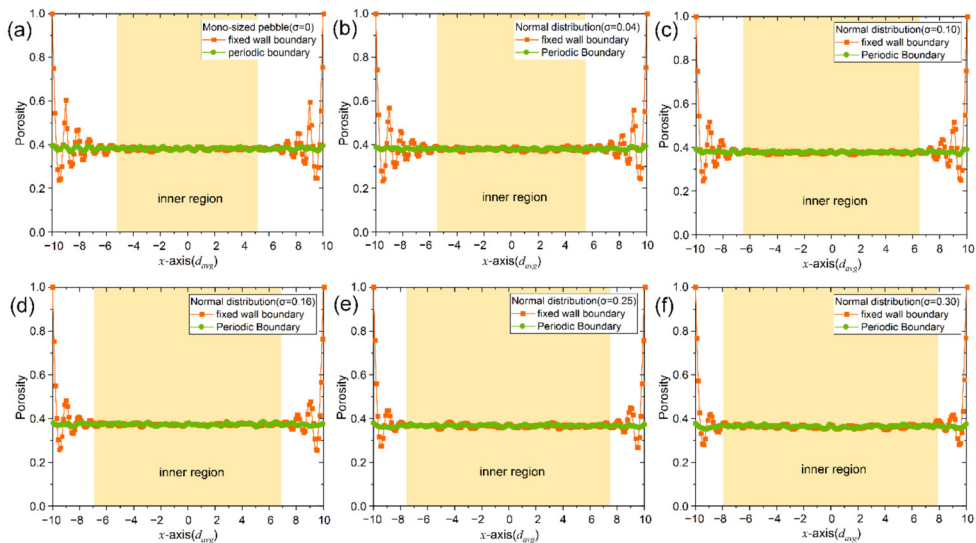 (a)
Mono-sized pebble(σ=0)
fixed wall boundary
periodic boundary
Porosity
1.0
0.8
0.6
0.4
0.2
0.0
inner region
-10 -8 -6 -4 -2 0 2 4 6 8 10
x-axis(davg)
(b)
Normal distribution(σ=0.04)
fixed wall boundary
Periodic Boundary
Porosity
1.0
0.8
0.6
0.4
0.2
0.0
inner region
-10 -8 -6 -4 -2 0 2 4 6 8 10
x-axis(davg)
(c)
Normal distribution(σ=0.10)
fixed wall boundary
Periodic Boundary
Porosity
1.0
0.8
0.6
0.4
0.2
0.0
inner region
-10 -8 -6 -4 -2 0 2 4 6 8 10
x-axis(davg)
(d)
Normal distribution(σ=0.16)
fixed wall boundary
Periodic Boundary
Porosity
1.0
0.8
0.6
0.4
0.2
0.0
inner region
-10 -8 -6 -4 -2 0 2 4 6 8 10
x-axis(davg)
(e)
Normal distribution(σ=0.25)
fixed wall boundary
Periodic Boundary
Porosity
1.0
0.8
0.6
0.4
0.2
0.0
inner region
-10 -8 -6 -4 -2 0 2 4 6 8 10
x-axis(davg)
(f)
Normal distribution(σ=0.30)
fixed wall boundary
Periodic Boundary
Porosity
1.0
0.8
0.6
0.4
0.2
0.0
inner region
-10 -8 -6 -4 -2 0 2 4 6 8 10
x-axis(davg)